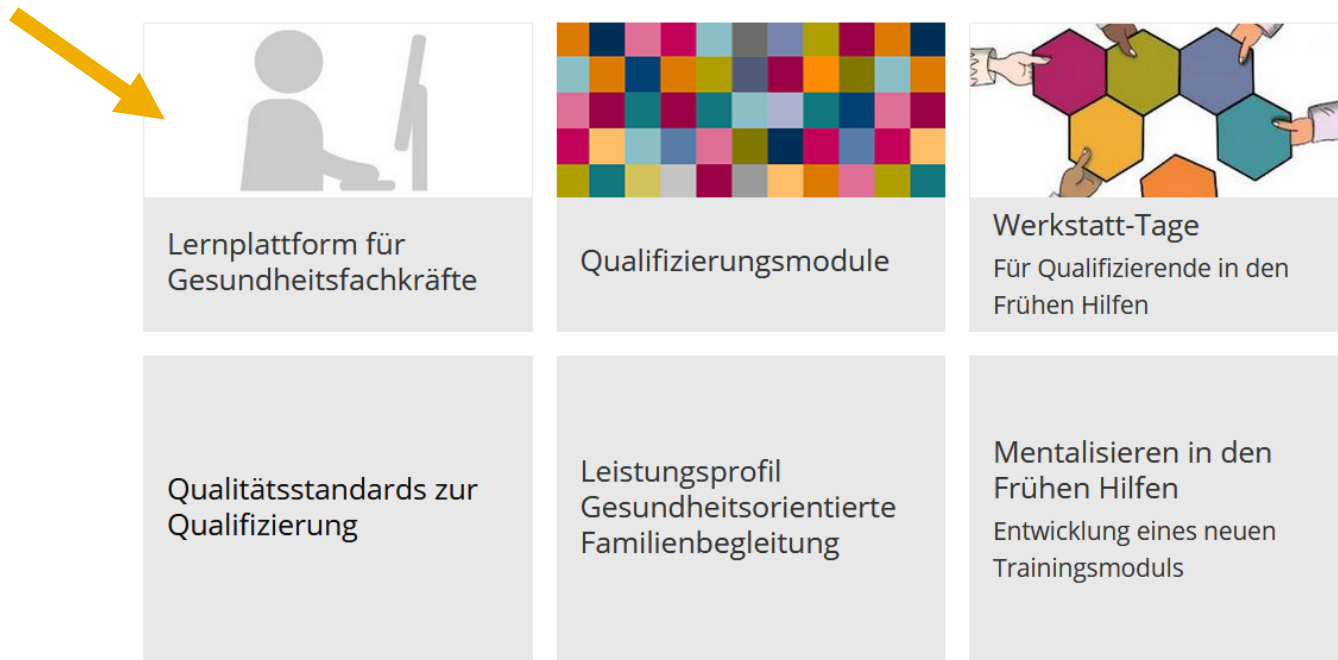 Lernplattform für
Gesundheitsfachkräfte
Qualifizierungsmodule
Werkstatt-Tage
Für Qualifizierende in den
Frühen Hilfen
Qualitätsstandards zur
Qualifizierung
Leistungsprofil
Gesundheitsorientierte
Familienbegleitung
Mentalisieren in den
Frühen Hilfen
Entwicklung eines neuen
Trainingsmoduls